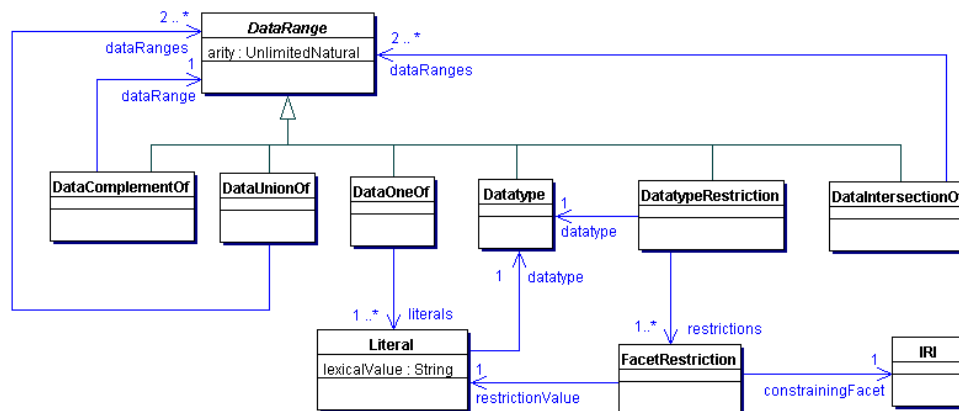 DataRange
2 .. *
dataRanges
arity : UnlimitedNatural
2 .. *
dataRanges
1
dataRange
DataComplementOf
DataUnionOf
DataOneOf
Datatype
DatatypeRestriction
DataIntersectionOf
1
datatype
1
datatype
1 .. *
literals
1..*
restrictions
Literal
lexicalValue : String
FacetRestriction
IRI
1
restrictionValue
1
constrainingFacet